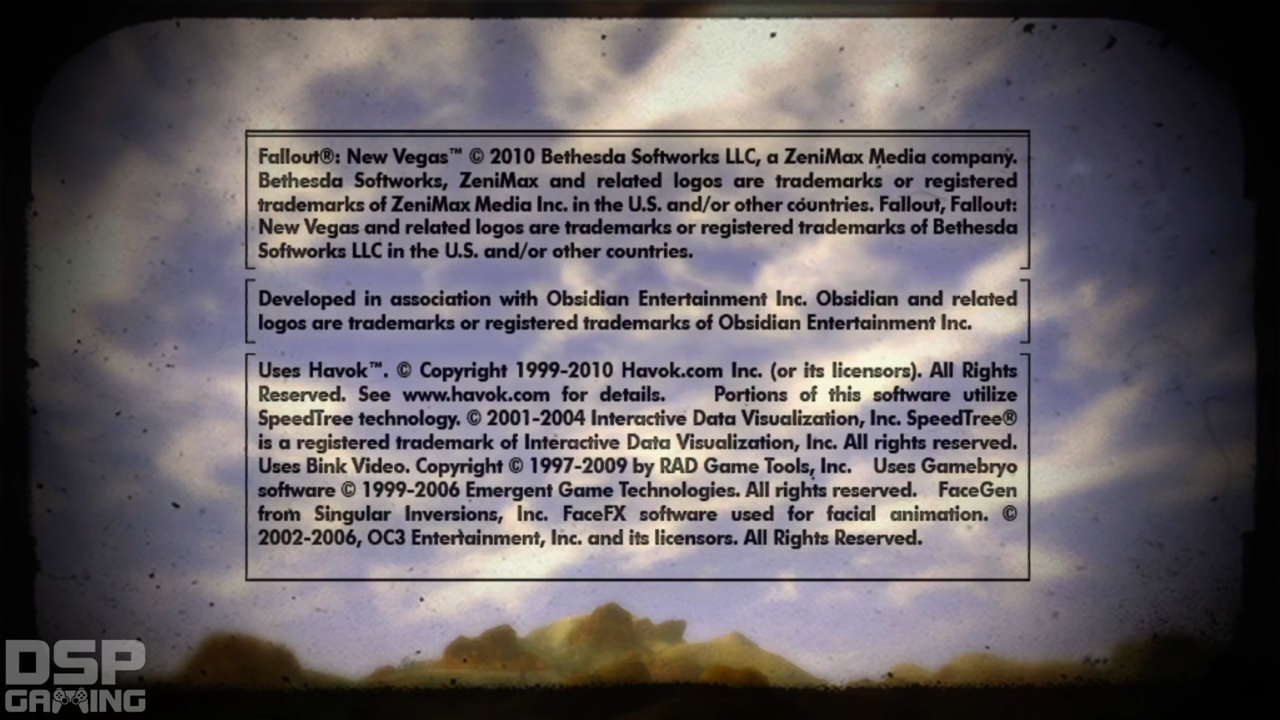 Fallout®: New Vegas™ © 2010 Bethesda Softworks LLC, a ZeniMax Media company.
Bethesda Softworks, ZeniMax and related logos are trademarks or registered
trademarks of ZeniMax Media Inc. in the U.S. and/or other countries. Fallout, Fallout:
New Vegas and related logos are trademarks or registered trademarks of Bethesda
Softworks LLC in the U.S. and/or other countries.
Developed in association with Obsidian Entertainment Inc. Obsidian and related
logos are trademarks or registered trademarks of Obsidian Entertainment Inc.
Uses Havok™. © Copyright 1999-2010 Havok.com Inc. (or its licensors). All Rights
Reserved. See www.havok.com for details. Portions of this software utilize
SpeedTree technology. © 2001-2004 Interactive Data Visualization, Inc. SpeedTree®
is a registered trademark of Interactive Data Visualization, Inc. All rights reserved.
Uses Bink Video. Copyright © 1997-2009 by RAD Game Tools, Inc. Uses Gamebryo
software © 1999-2006 Emergent Game Technologies. All rights reserved. FaceGen
from Singular Inversions, Inc. FaceFX software used for facial animation. ©
2002-2006, OC3 Entertainment, Inc. and its licensors. All Rights Reserved.
DSP
GAMING